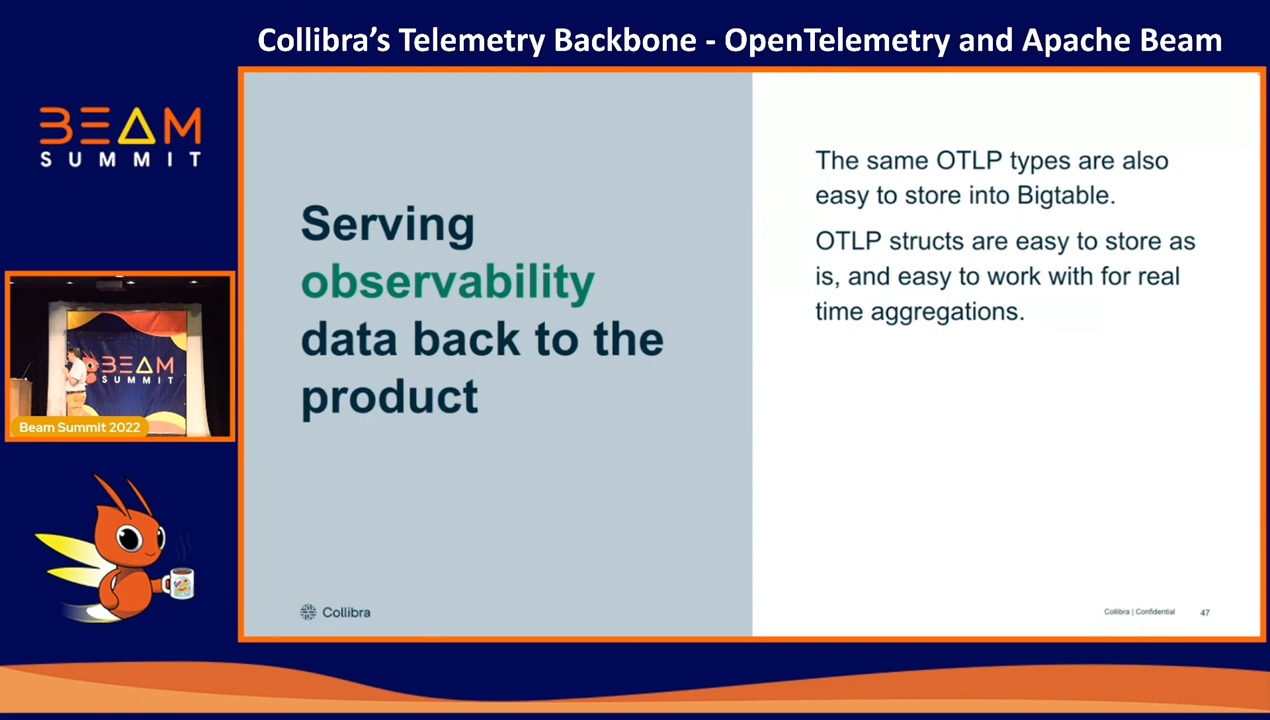 Collibra's Telemetry Backbone - OpenTelemetry and Apache Beam
BEAM
SUMMIT
Serving
observability
data back to the
product
The same OTLP types are also
easy to store into Bigtable.
OTLP structs are easy to store as
is, and easy to work with for real
time aggregations.
BEAM
SUMMIT
Beam Summit 2022
Collibra
Collibra | Confidential
47